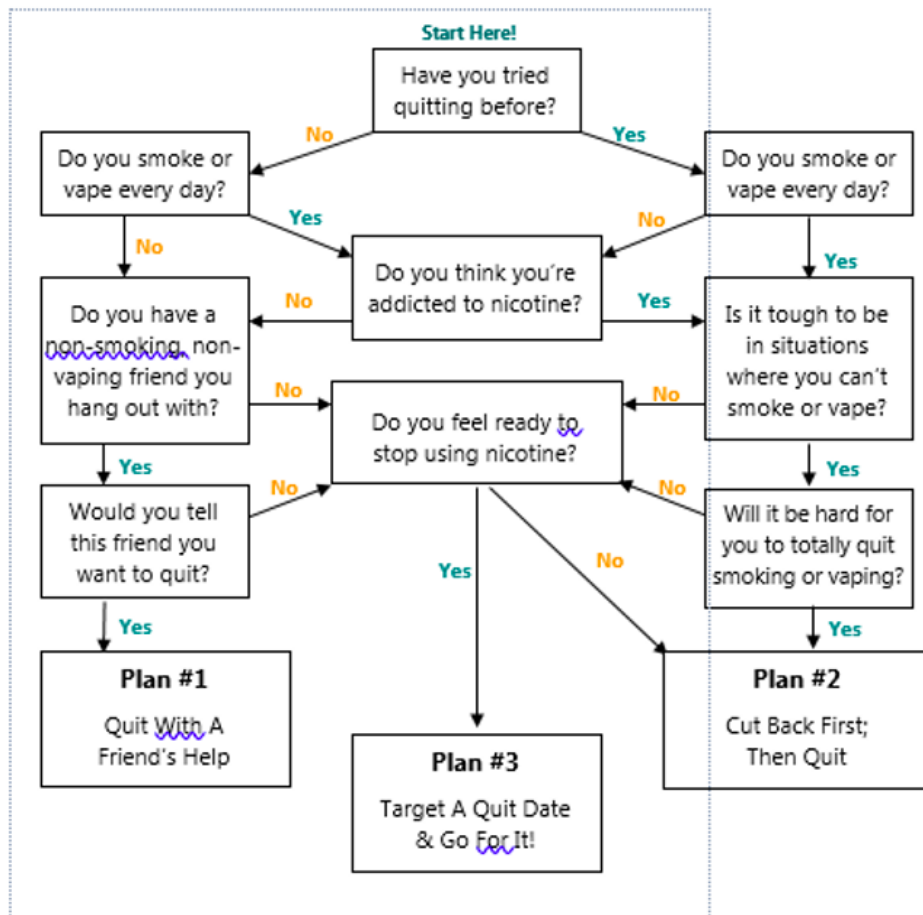 Start Here!
Have you tried
quitting before?
No
Yes
Do you smoke or
vape every day?
Do you smoke or
vape every day?
Yes
No
No
Yes
Do you think you're
addicted to nicotine?
No
Yes
Do you have a
non-smoking, non-
vaping friend you
hang out with?
Is it tough to be
in situations
where you can't
smoke or vape?
No
No
Do you feel ready to
stop using nicotine?
Yes
Yes
No
No
Would you tell
this friend you
want to quit?
Will it be hard for
you to totally quit
smoking or vaping?
Yes
No
Yes
Yes
Plan #1
Quit With A
Friend's Help
Plan #2
Cut Back First;
Then Quit
Plan #3
Target A Quit Date
& Go For It!